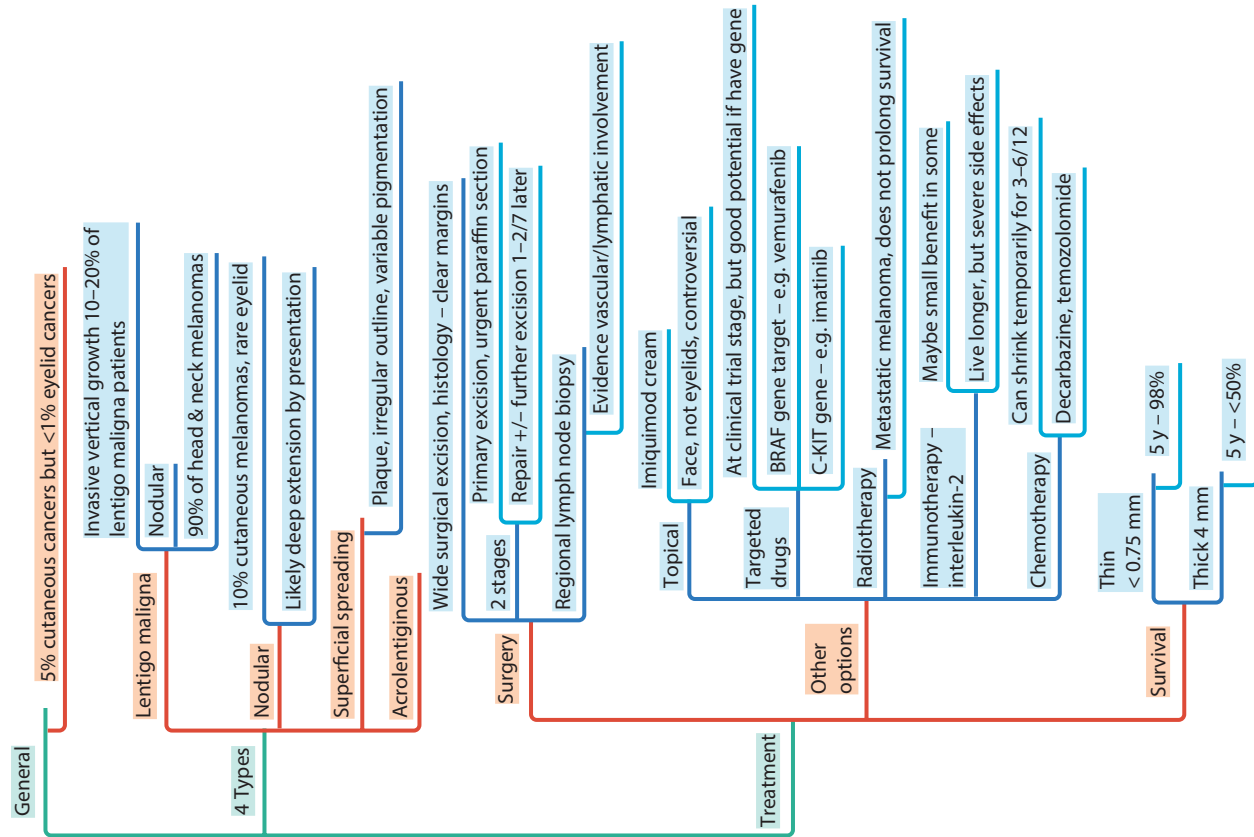 General
5% cutaneous cancers but <1% eyelid cancers
4 Types
Lentigo maligna
Invasive vertical growth 10–20% of
lentigo maligna patients
Nodular
90% of head & neck melanomas
Nodular
10% cutaneous melanomas, rare eyelid
Likely deep extension by presentation
Superficial spreading
Plaque, irregular outline, variable pigmentation
Acrolentiginous
Treatment
Surgery
Wide surgical excision, histology – clear margins
2 stages
Primary excision, urgent paraffin section
Repair +/− further excision 1–2/7 later
Regional lymph node biopsy
Evidence vascular/lymphatic involvement
Other
options
Topical
Imiquimod cream
Face, not eyelids, controversial
Targeted
drugs
At clinical trial stage, but good potential if have gene
BRAF gene target – e.g. vemurafenib
C-KIT gene – e.g. imatinib
Radiotherapy
Metastatic melanoma, does not prolong survival
Immunotherapy –
interleukin-2
Maybe small benefit in some
Live longer, but severe side effects
Chemotherapy
Can shrink temporarily for 3–6/12
Decarbazine, temozolomide
Survival
Thin
< 0.75 mm
5 y – 98%
Thick 4 mm
5 y – <50%